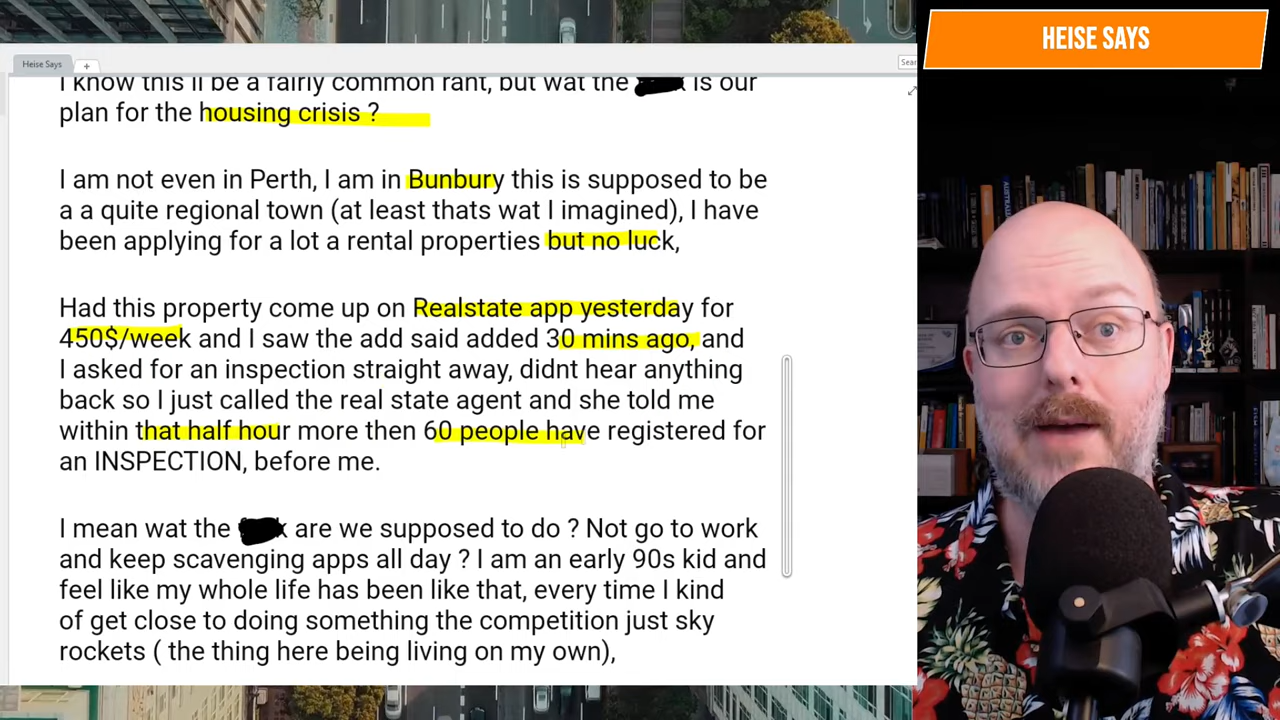 HEISE SAYS
Heise Says
+
Sear
I know this ll be a fairly common rant, but wat the is our
plan for the housing crisis ?
I am not even in Perth, I am in Bunbury this is supposed to be
a a quite regional town (at least thats wat I imagined), I have
been applying for a lot a rental properties but no luck,
Had this property come up on Realstate app yesterday for
450$/week and I saw the add said added 30 mins ago, and
I asked for an inspection straight away, didnt hear anything
back so I just called the real state agent and she told me
within that half hour more then 60 people have registered for
an INSPECTION, before me.
I mean wat the are we supposed to do ? Not go to work
and keep scavenging apps all day ? I am an early 90s kid and
feel like my whole life has been like that, every time I kind
of get close to doing something the competition just sky
rockets ( the thing here being living on my own),